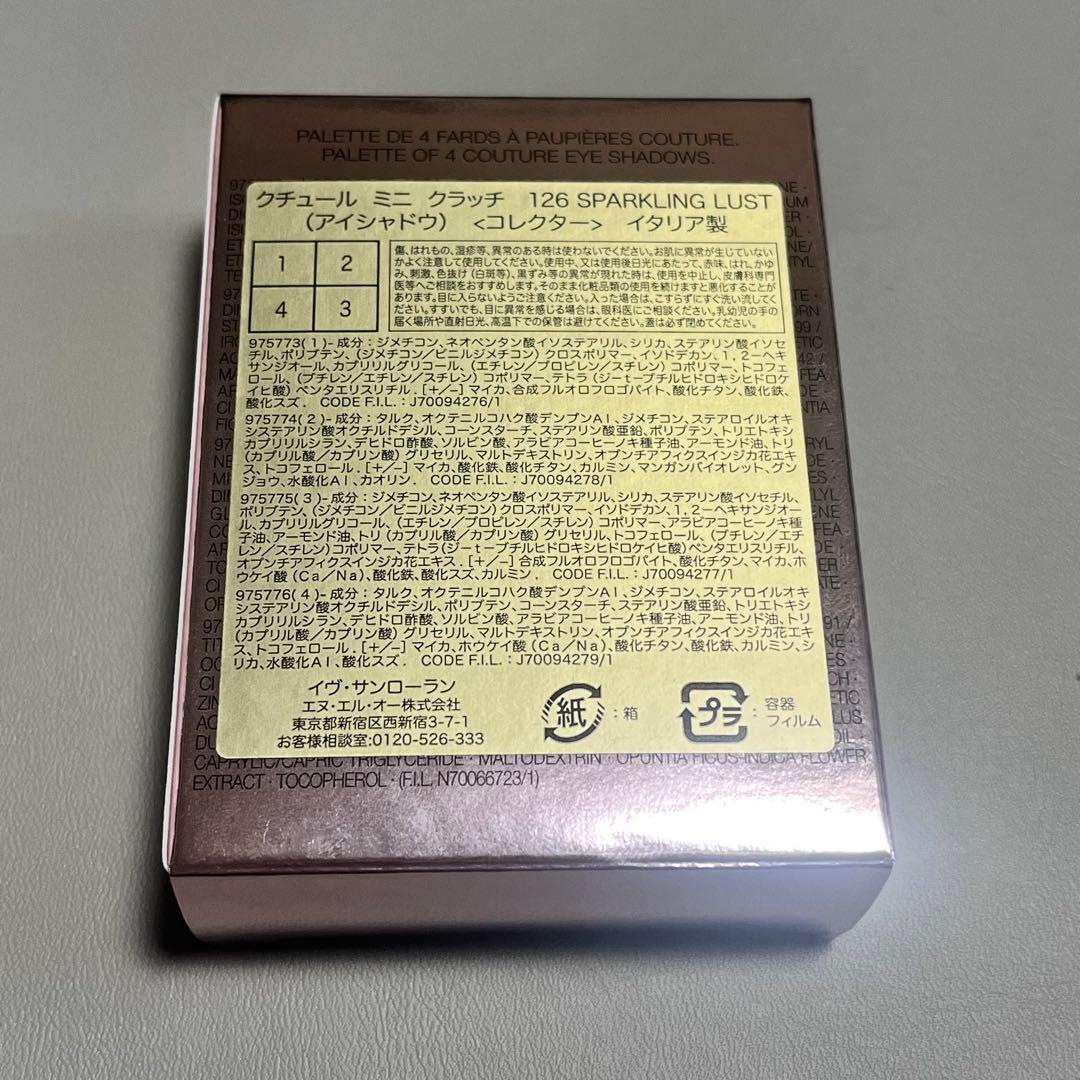 PALETTE DE 4 FARDS À PAUPIÈRES COUTURE.
PALETTE OF 4 COUTURE EYE SHADOWS.
クチュール ミニ クラッチ 126 SPARKLING LUST
(アイシャドウ) <コレクター> イタリア製
1 2
4 3
傷、はれもの、湿疹等、異常のある時は使わないでください。お肌に異常が生じていない
かよく注意して使用してください。使用中、又は使用後日光にあたって、赤味、はれ、かゆ
み、刺激、色抜け(白斑等)、黒ずみ等の異常が現れた時は、使用を中止し、皮膚科専門
医等へご相談をおすすめします。そのまま化粧品類の使用を続けますと悪化することが
あります。目に入らないようご注意ください。入った場合は、こすらずにすぐ洗い流してく
ださい。すすいでも、目に異常を感じる場合は、眼科医にご相談ください。乳幼児の手の
届く場所や直射日光、高温下での保管は避けてください。蓋は必ず閉めてください。
975773(1)-成分:ジメチコン、ネオペンタン酸イソステアリル、シリカ、ステアリン酸イソセ
チル、ポリブテン、(ジメチコン/ビニルジメチコン)クロスポリマー、イソドデカン、1,2-ヘキ
サンジオール、カプリリルグリコール、(エチレン/プロピレン/スチレン)コポリマー、トコフェ
ロール、(ブチレン/エチレン/スチレン)コポリマー、テトラ(ジ-t-ブチルヒドロキシヒドロ
ケイヒ酸)ペンタエリスリチル.[+/-]マイカ、合成フルオロフロゴパイト、酸化チタン、酸化鉄、
酸化スズ. CODE F.I.L.:J70094276/1
975774(2)-成分:タルク、オクテニルコハク酸デンプンAl、ジメチコン、ステアロイルオキ
システアリン酸オクチルドデシル、コーンスターチ、ステアリン酸亜鉛、ポリブテン、トリエトキシ
カプリリルシラン、デヒドロ酢酸、ソルビン酸、アラビアコーヒーノキ種子油、アーモンド油、トリ
(カプリル酸/カプリン酸)グリセリル、マルトデキストリン、オプンチアフィクスインジカ花エキ
ス、トコフェロール.[+/-]マイカ、酸化鉄、酸化チタン、カルミン、マンガンバイオレット、グン
ジョウ、水酸化Al、カオリン. CODE F.I.L.:J70094278/1
975775(3)-成分:ジメチコン、ネオペンタン酸イソステアリル、シリカ、ステアリン酸イソセチル、
ポリブテン、(ジメチコン/ビニルジメチコン)クロスポリマー、イソドデカン、1,2-ヘキサンジオー
ル、カプリリルグリコール、(エチレン/プロピレン/スチレン)コポリマー、アラビアコーヒーノキ種
子油、アーモンド油、トリ(カプリル酸/カプリン酸)グリセリル、トコフェロール、(ブチレン/エチ
レン/スチレン)コポリマー、テトラ(ジ-t-ブチルヒドロキシヒドロケイヒ酸)ペンタエリスリチル、
オプンチアフィクスインジカ花エキス.[+/-]合成フルオロフロゴパイト、酸化チタン、マイカ、ホ
ウケイ酸(Ca/Na)、酸化鉄、酸化スズ、カルミン. CODE F.I.L.:J70094277/1
975776(4)-成分:タルク、オクテニルコハク酸デンプンAl、ジメチコン、ステアロイルオ
キシステアリン酸オクチルドデシル、ポリブテン、コーンスターチ、ステアリン酸亜鉛、トリエトキシ
カプリリルシラン、デヒドロ酢酸、ソルビン酸、アラビアコーヒーノキ種子油、アーモンド油、トリ
(カプリル酸/カプリン酸)グリセリル、マルトデキストリン、オプンチアフィクスインジカ花エキ
ス、トコフェロール.[+/-]マイカ、ホウケイ酸(Ca/Na)、酸化チタン、酸化鉄、カルミン、シ
リカ、水酸化Al、酸化スズ. CODE F.I.L.:J70094279/1
イヴ・サンローラン
エヌ・エル・オー株式会社
東京都新宿区西新宿3-7-1
お客様相談室:0120-526-333
紙:箱
プラ:容器
フィルム
CAPRYLIC/CAPRIC TRIGLYCERIDE・MALTODEXTRIN・OPUNTIA FICUS-INDICA FLOWER
EXTRACT・TOCOPHEROL・(F.I.L. N70066723/1)